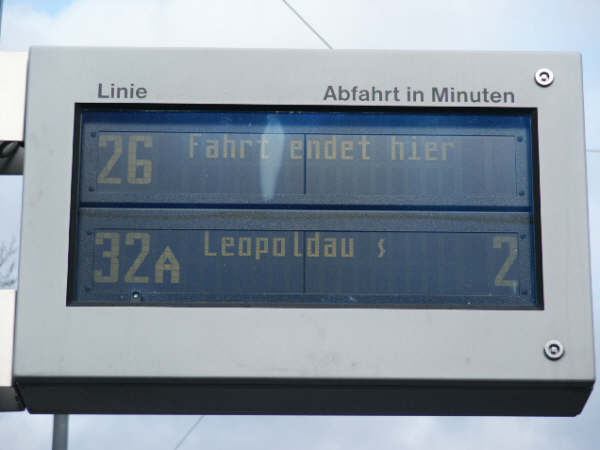 Linie Abfahrt in Minuten
26 Fahrt endet hier
32A Leopoldau S 2